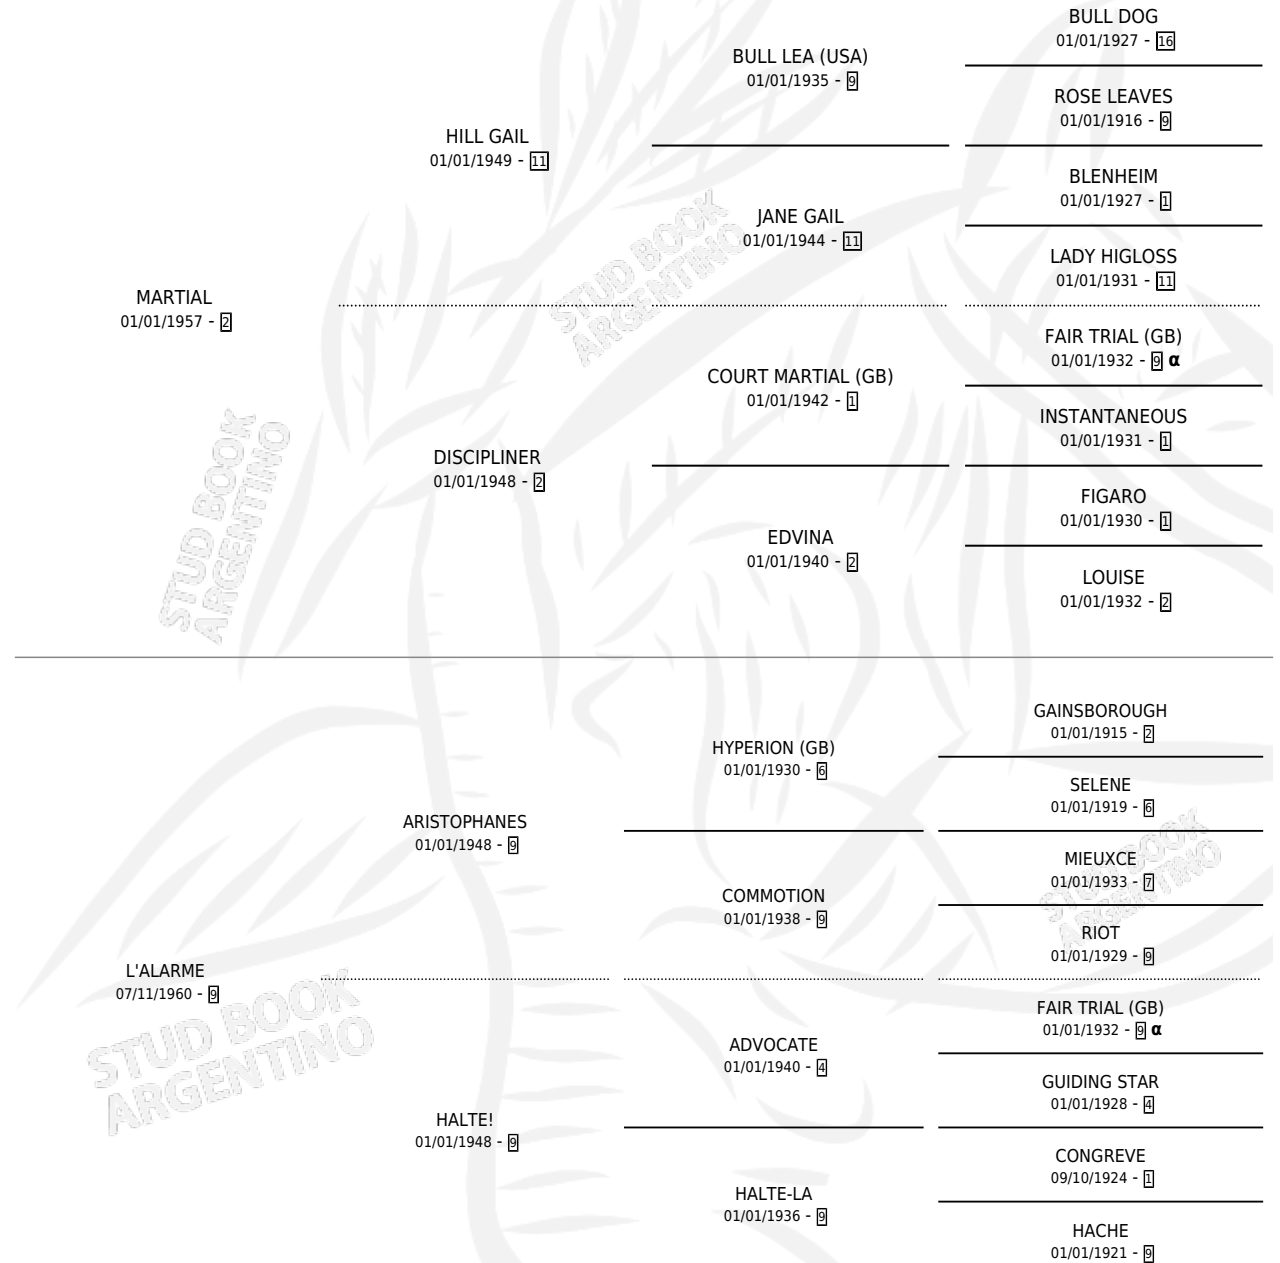 BULL DOG
01/01/1927 - 16
BULL LEA (USA)
01/01/1935 - 9
ROSE LEAVES
01/01/1916 - 9
HILL GAIL
01/01/1949 - 11
BLENHEIM
01/01/1927 - 1
JANE GAIL
01/01/1944 - 11
LADY HIGLOSS
01/01/1931 - 11
MARTIAL
01/01/1957 - 2
FAIR TRIAL (GB)
01/01/1932 - 9 α
COURT MARTIAL (GB)
01/01/1942 - 1
INSTANTANEOUS
01/01/1931 - 1
DISCIPLINER
01/01/1948 - 2
FIGARO
01/01/1930 - 1
EDVINA
01/01/1940 - 2
LOUISE
01/01/1932 - 2
GAINSBOROUGH
01/01/1915 - 2
HYPERION (GB)
01/01/1930 - 6
SELENE
01/01/1919 - 6
ARISTOPHANES
01/01/1948 - 9
MIEUXCE
01/01/1933 - 7
COMMOTION
01/01/1938 - 9
RIOT
01/01/1929 - 9
L'ALARME
07/11/1960 - 9
FAIR TRIAL (GB)
01/01/1932 - 9 α
ADVOCATE
01/01/1940 - 4
GUIDING STAR
01/01/1928 - 4
HALTE!
01/01/1948 - 9
CONGREVE
09/10/1924 - 1
HALTE-LA
01/01/1936 - 9
HACHE
01/01/1921 - 9
STUD BOOK
ARGENTINO
STUD BOOK
ARGENTINO
STUD BOOK
ARGENTINO
STUD BOOK
ARGENTINO